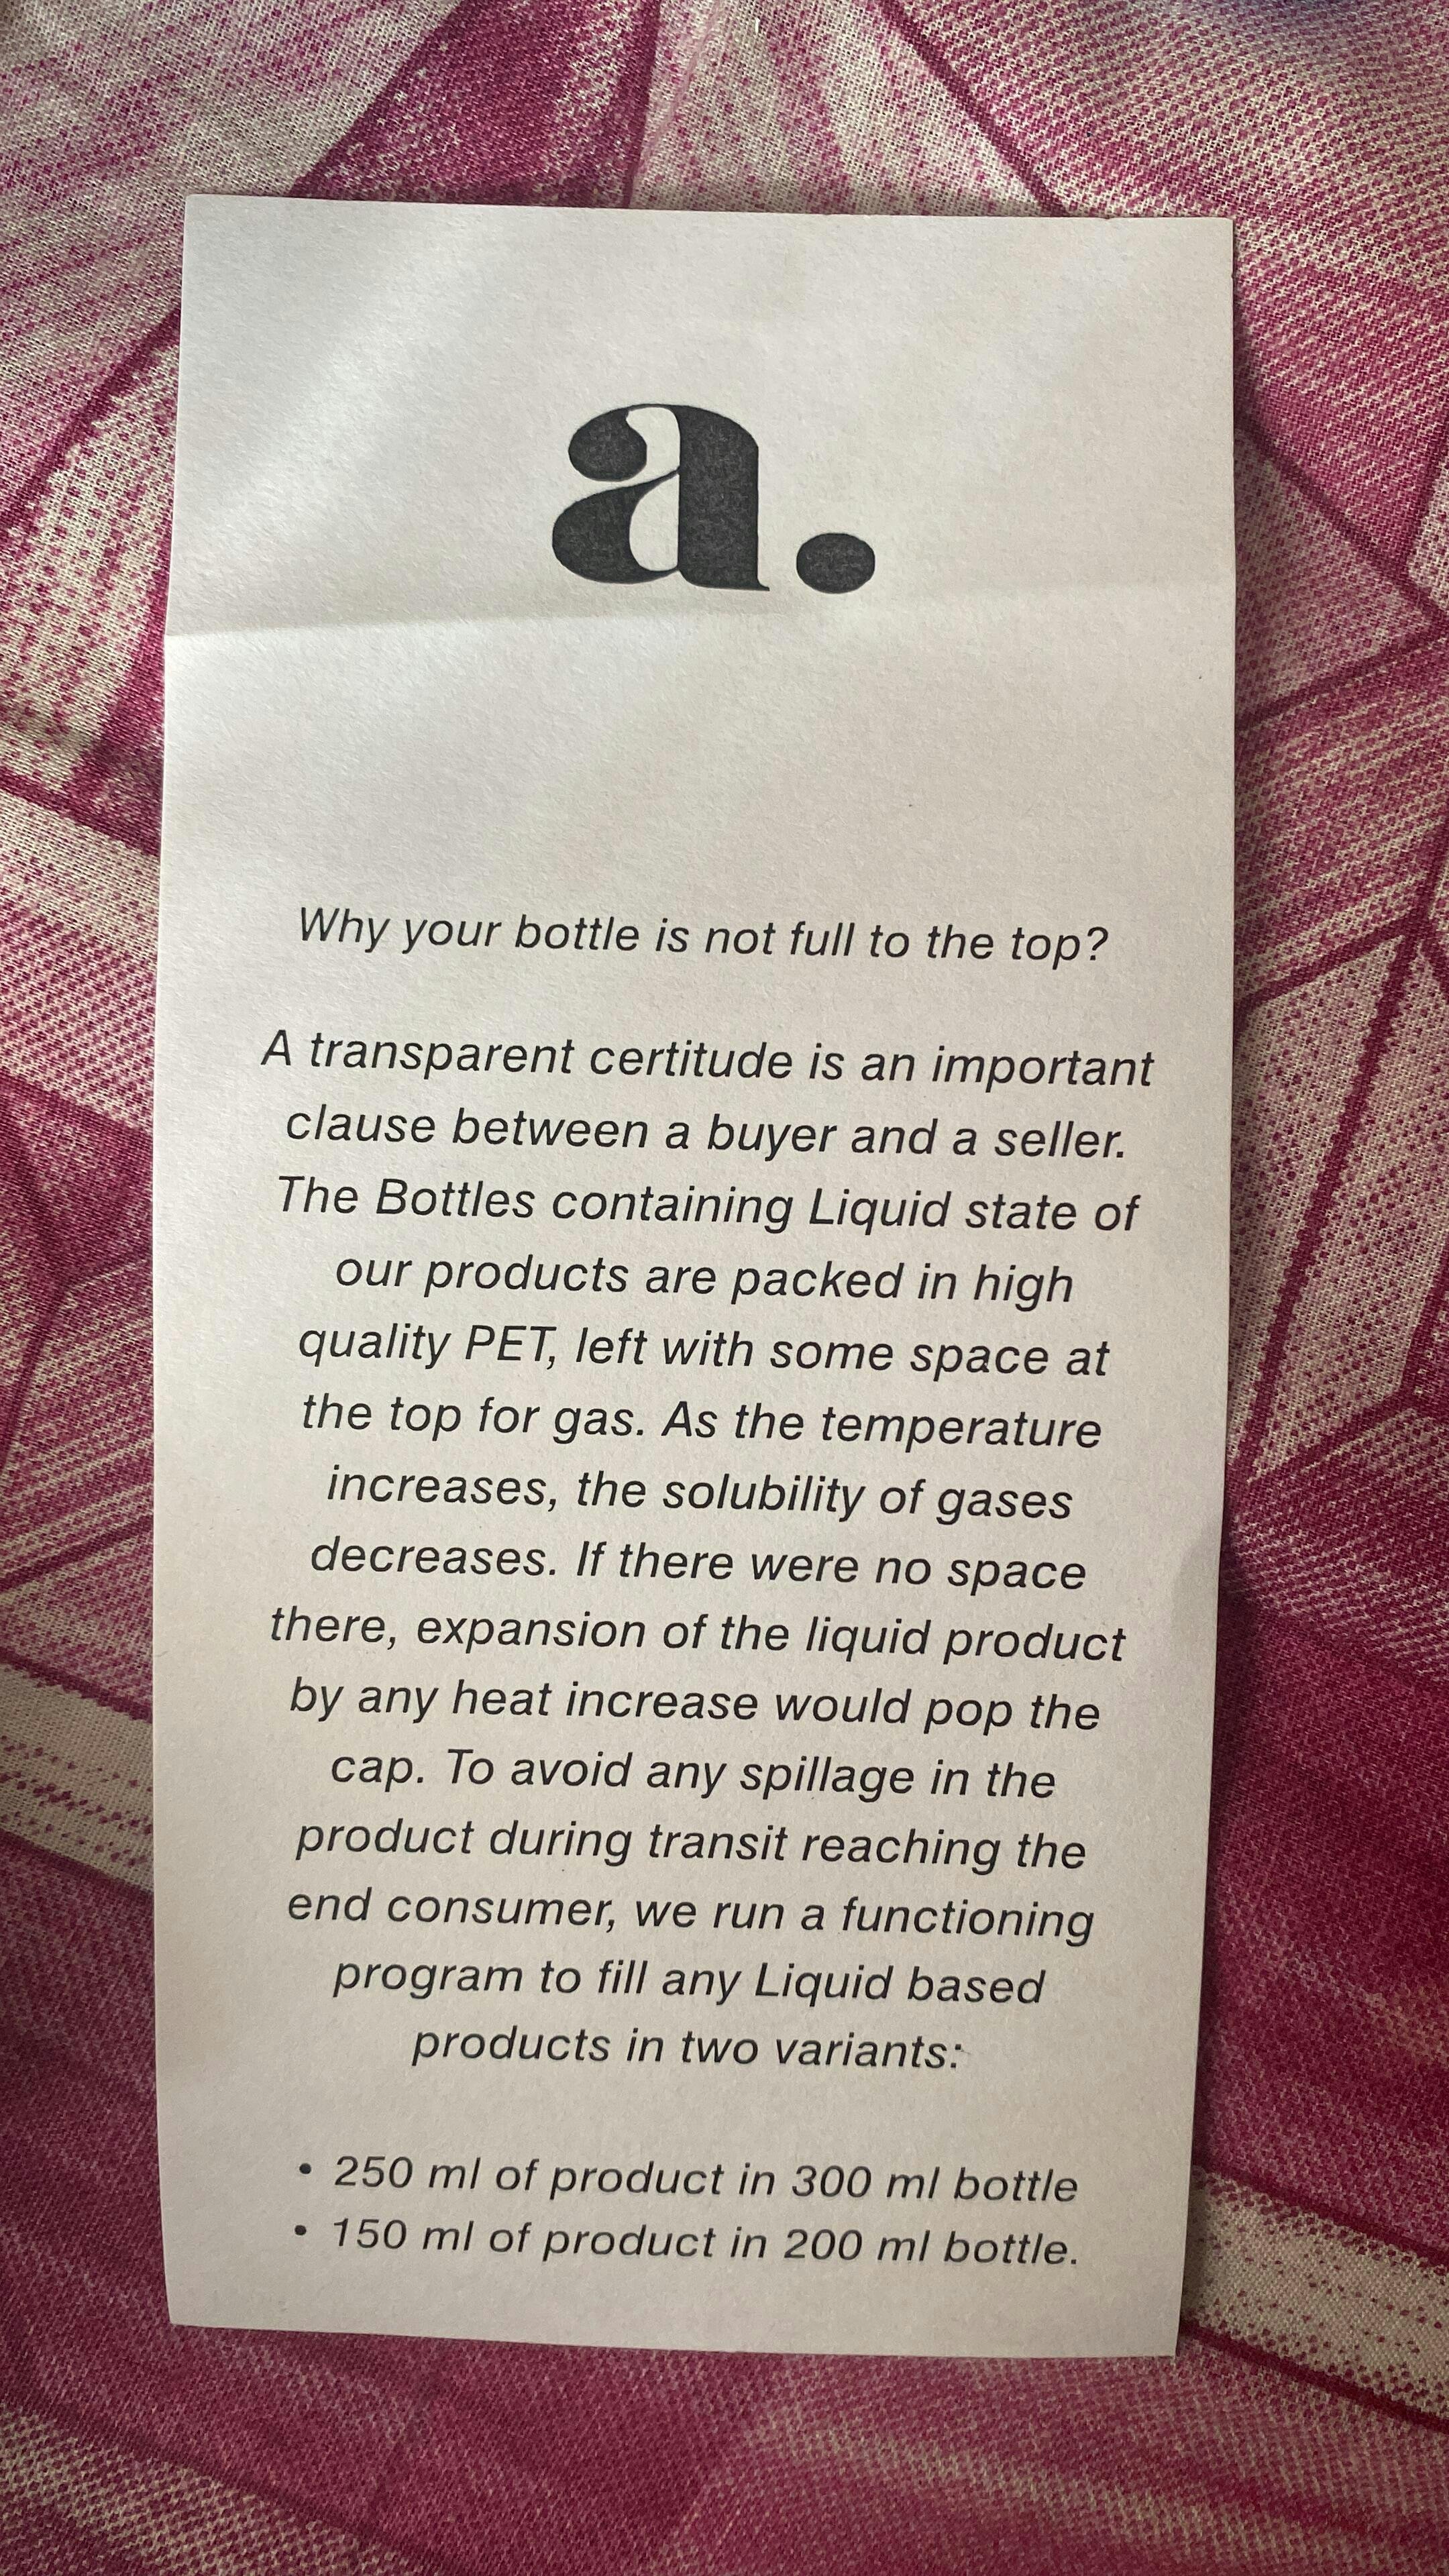 a.
Why your bottle is not full to the top?
A transparent certitude is an important
clause between a buyer and a seller.
The Bottles containing Liquid state of
our products are packed in high
quality PET, left with some space at
the top for gas. As the temperature
increases, the solubility of gases
decreases. If there were no space
there, expansion of the liquid product
by any heat increase would pop the
cap. To avoid any spillage in the
product during transit reaching the
end consumer, we run a functioning
program to fill any Liquid based
products in two variants:
• 250 ml of product in 300 ml bottle
• 150 ml of product in 200 ml bottle.